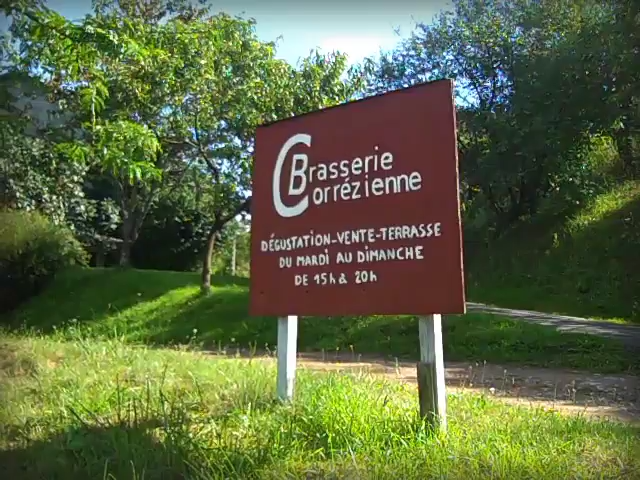 Brasserie
Corrézienne
DÉGUSTATION-VENTE-TERRASSE
DU MARDI AU DIMANCHE
DE 15h à 20h